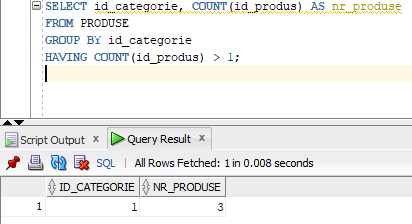 SELECT id_categorie, COUNT(id_produs) AS nr_produse
FROM PRODUSE
GROUP BY id_categorie
HAVING COUNT(id_produs) > 1;
Script Output x Query Result x
SQL | All Rows Fetched: 1 in 0.008 seconds
ID_CATEGORIE NR_PRODUSE
1 1 3